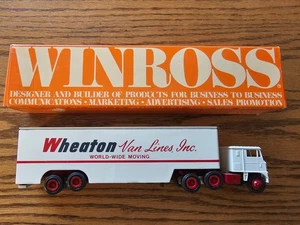 WINROSS
DESIGNER AND BUILDER OF PRODUCTS FOR BUSINESS TO BUSINESS
COMMUNICATIONS • MARKETING • ADVERTISING • SALES PROMOTION
Wheaton Van Lines, Inc.
WORLD-WIDE MOVING